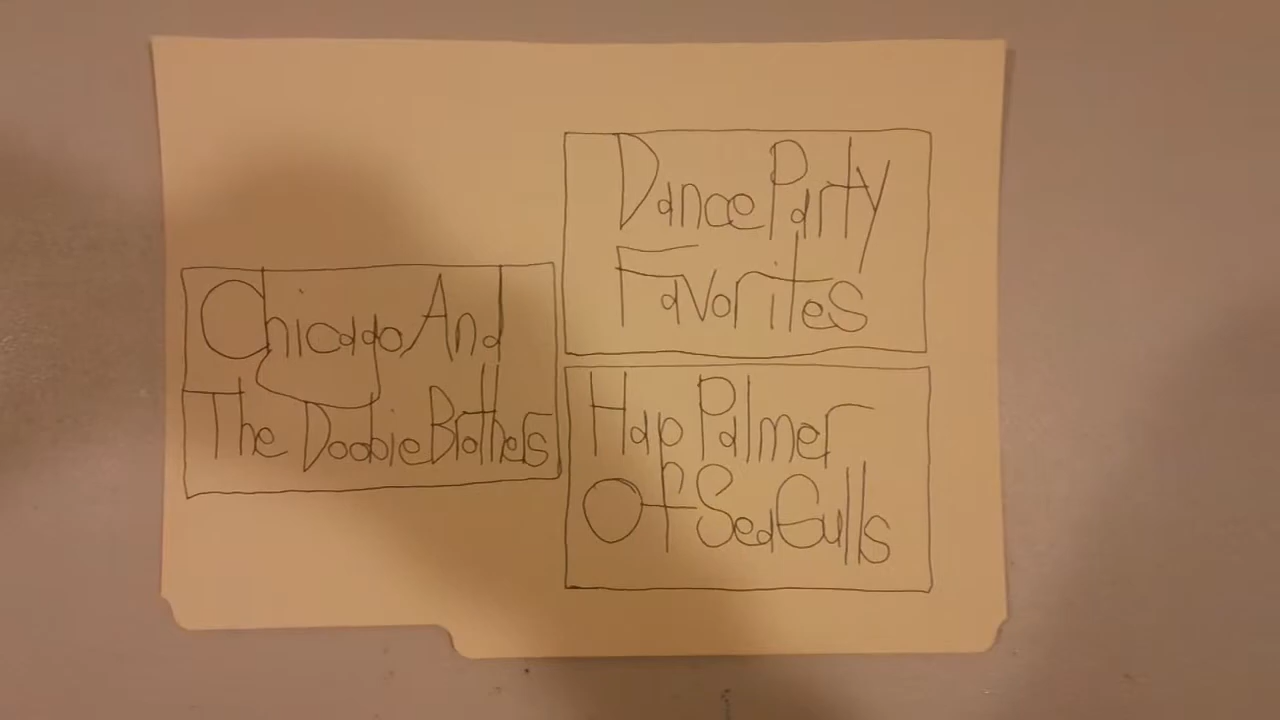 Chicago And
The Doobie Brothers
Dance Party
Favorites
Hap Palmer
Of Sea Gulls